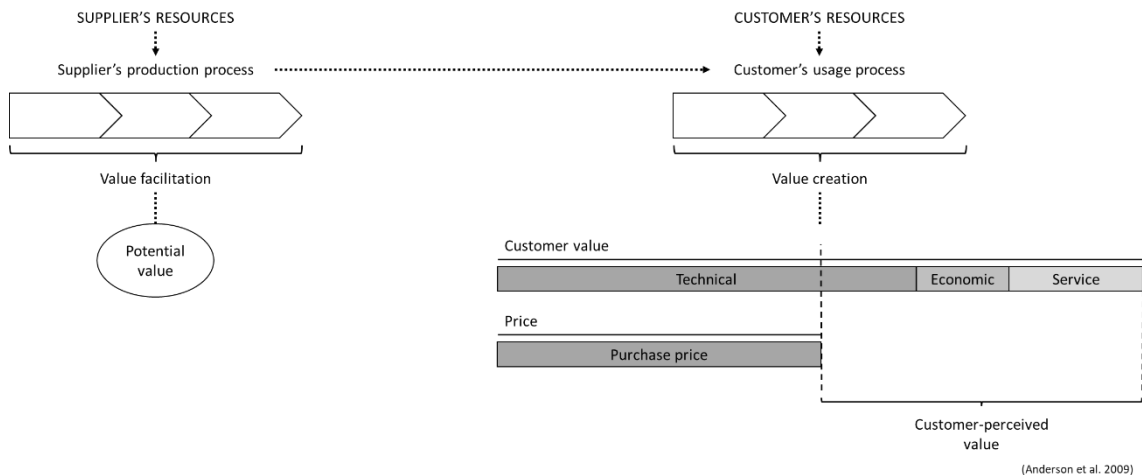 SUPPLIER’S RESOURCES
CUSTOMER’S RESOURCES
Supplier’s production process
Customer’s usage process
Value facilitation
Value creation
Potential
value
Customer value
Technical
Economic
Service
Price
Purchase price
Customer-perceived
value
(Anderson et al. 2009)